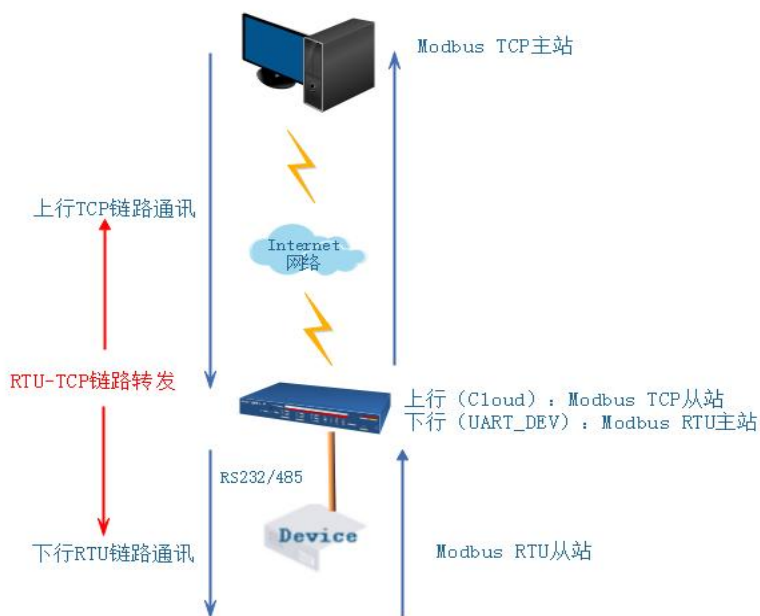 Modbus TCP主站
上行TCP链路通讯
Internet
网络
RTU-TCP链路转发
上行（Cloud）：Modbus TCP从站
下行（UART_DEV）：Modbus RTU主站
RS232/485
Device
下行RTU链路通讯
Modbus RTU从站